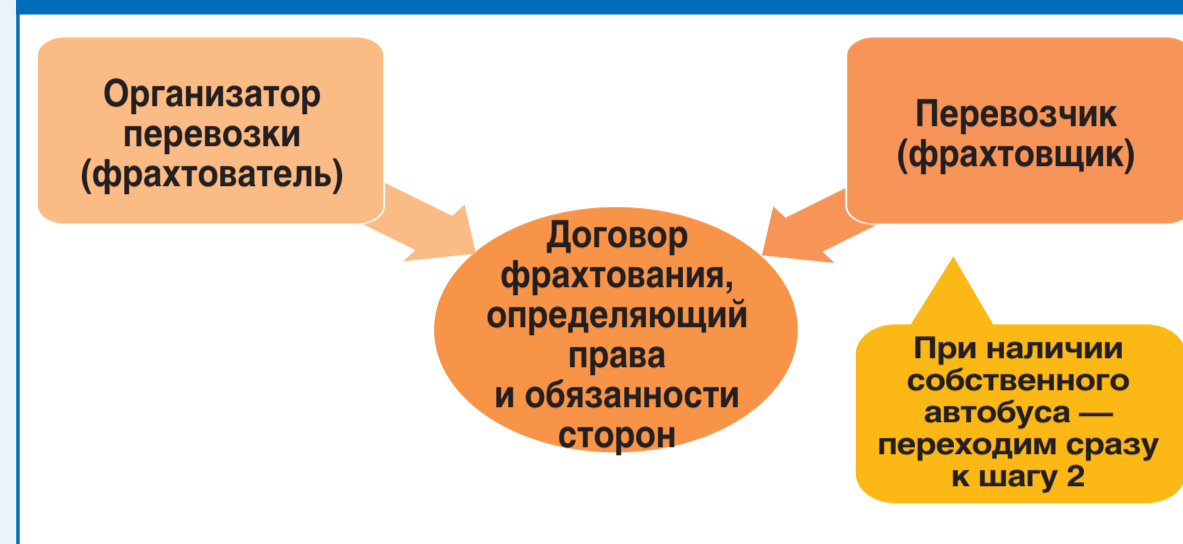 Организатор
перевозки
(фрахтователь)
Перевозчик
(фрахтовщик)
Договор
фрахтования,
определяющий
права
и обязанности
сторон
При наличии
собственного
автобуса —
переходим сразу
к шагу 2